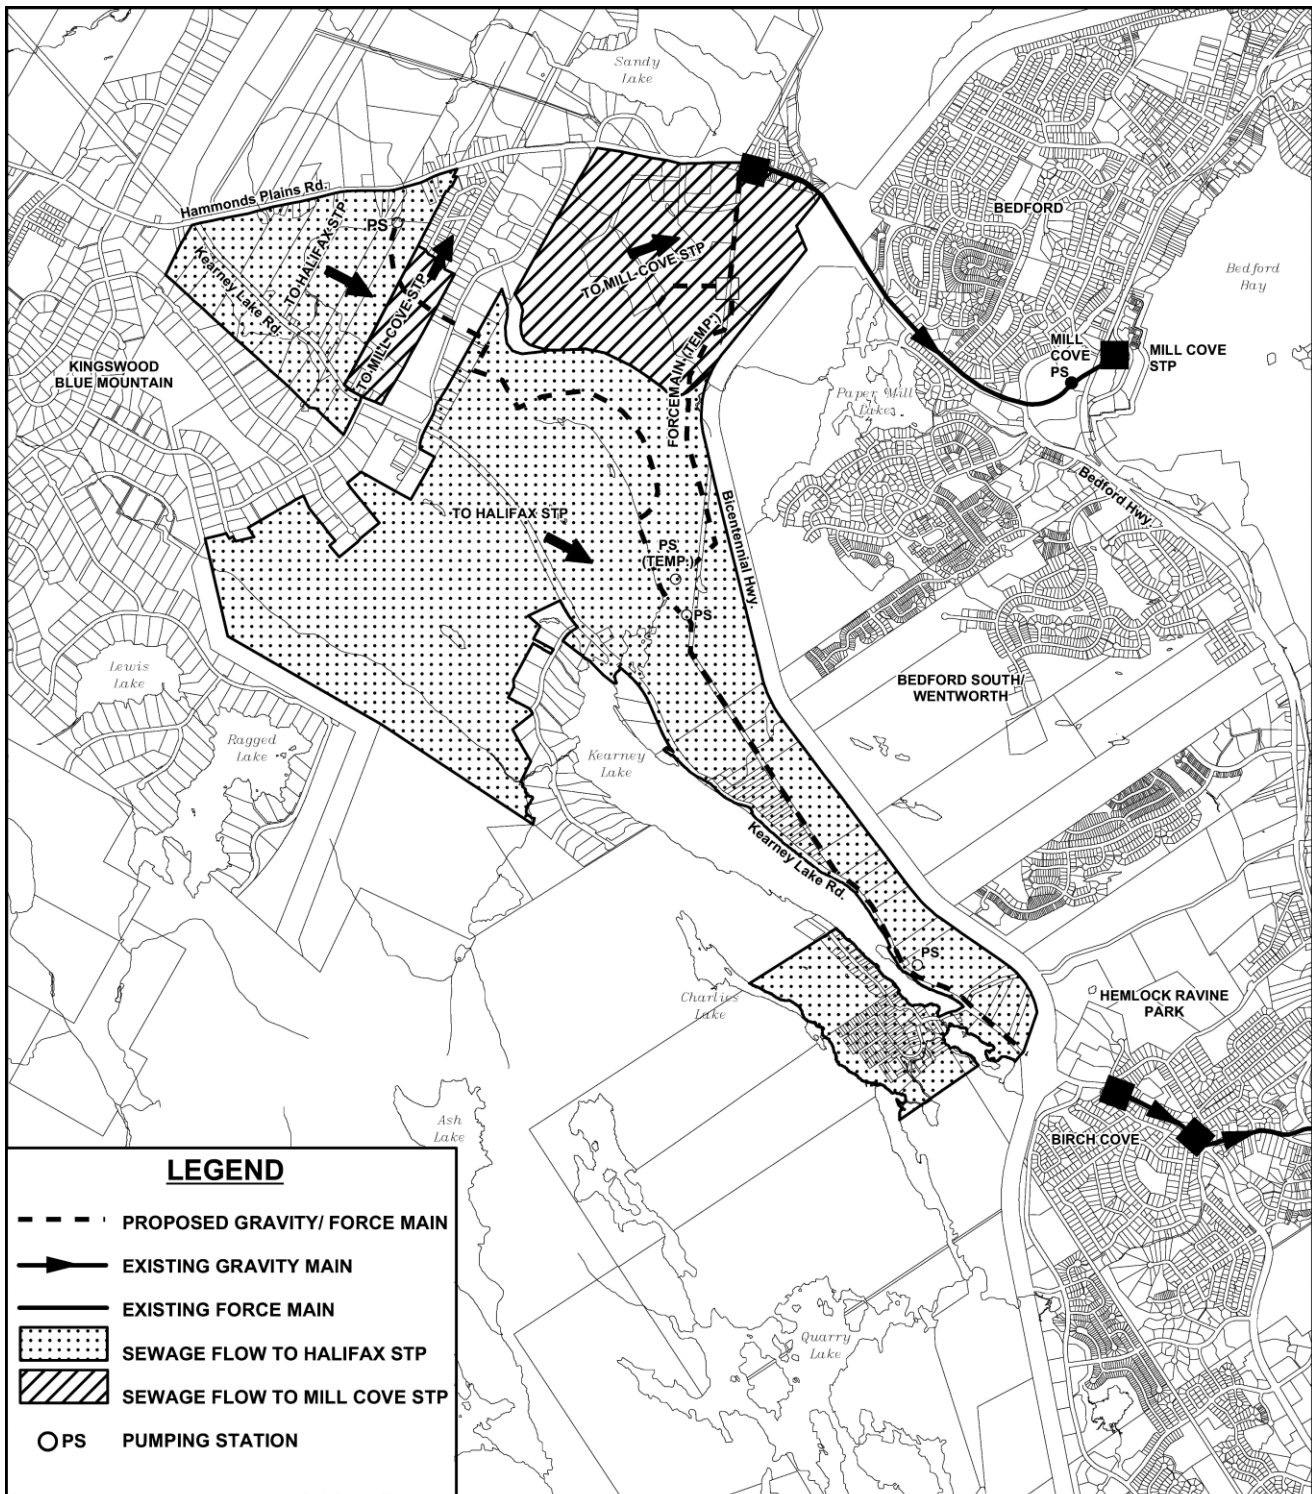 Sandy
Lake
Hammonds Plains Rd.
PS
BEDFORD
Kearney Lake Rd.
TO HALIFAX STP
TO MILL COVE STP
TO MILL COVE STP
Bedford
Bay
KINGSWOOD
BLUE MOUNTAIN
FORCEMAIN (TEMP.)
MILL
COVE
PS
MILL COVE
STP
Paper Mill
Lake
Bedford Hwy.
TO HALIFAX STP
Bicentennial Hwy.
PS
(TEMP.)
PS
Lewis
Lake
BEDFORD SOUTH/
WENTWORTH
Ragged
Lake
Kearney
Lake
Kearney Lake Rd.
PS
Charlies
Lake
HEMLOCK RAVINE
PARK
Ash
Lake
BIRCH COVE
Quarry
Lake
LEGEND
PROPOSED GRAVITY/ FORCE MAIN
EXISTING GRAVITY MAIN
EXISTING FORCE MAIN
SEWAGE FLOW TO HALIFAX STP
SEWAGE FLOW TO MILL COVE STP
PS PUMPING STATION